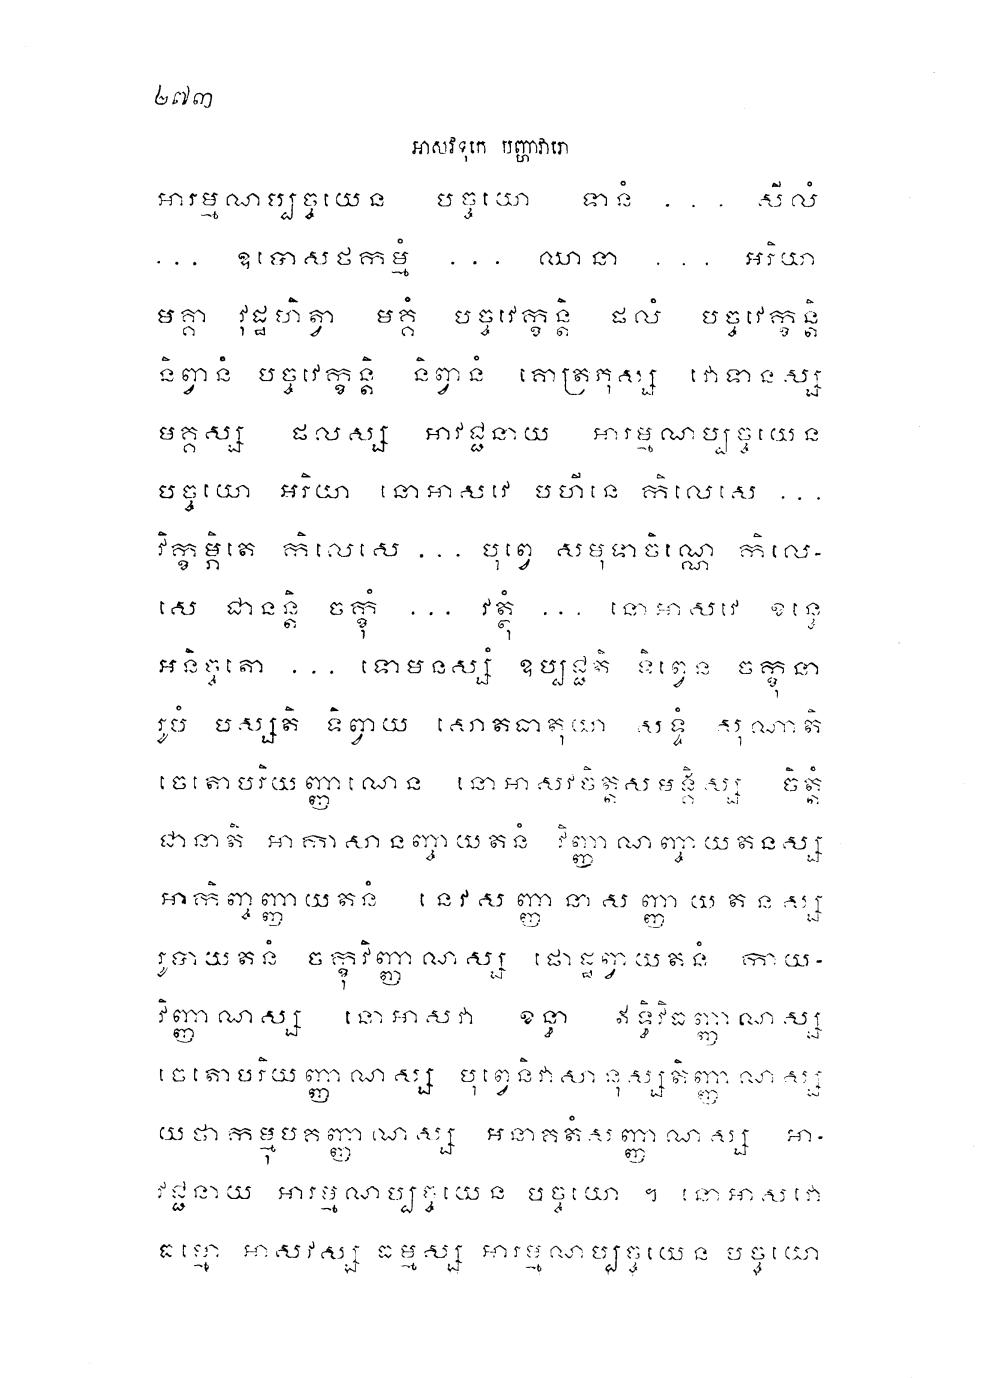 ២៧៣
អាសវទុកេ បញ្ហាវារោ
អារម្មណប្បច្ចយេន បច្ចយោ ទានំ . . . សីលំ
. . . ឧបោសថកម្មំ . . . ឈានា . . . អរិយា
មគ្គា វុដ្ឋហិត្វា មគ្គំ បច្ចវេក្ខន្តិ ផលំ បច្ចវេក្ខន្តិ
និព្វានំ បច្ចវេក្ខន្តិ និព្វានំ គោត្រភុស្ស វោទានស្ស
មគ្គស្ស ផលស្ស អាវជ្ជនាយ អារម្មណប្បច្ចយេន
បច្ចយោ អរិយា នោអាសវេ បហីនេ កិលេសេ . . .
វិក្ខម្ភិតេ កិលេសេ . . . បុព្វេ សមុទាចិណ្ណេ កិលេ-
សេ ជានន្តិ ចក្ខុំ . . . វត្ថុំ . . . នោអាសវេ ខន្ធេ
អនិច្ចតោ . . . ទោមនស្សំ ឧប្បជ្ជតិ ទិព្វេន ចក្ខុនា
រូបំ បស្សតិ ទិព្វាយ សោតធាតុយា សទ្ទំ សុណាតិ
ចេតោបរិយញ្ញាណេន នោអាសវចិត្តសមង្គិស្ស ចិត្តំ
ជានាតិ អាកាសានញ្ចាយតនំ វិញ្ញាណញ្ចាយតនស្ស
អាកិញ្ចញ្ញាយតនំ នេវសញ្ញានាសញ្ញាយតនស្ស
រូបាយតនំ ចក្ខុវិញ្ញាណស្ស ផោដ្ឋព្វាយតនំ កាយ-
វិញ្ញាណស្ស នោអាសវា ខន្ធា ឥទ្ធិវិធញ្ញាណស្ស
ចេតោបរិយញ្ញាណស្ស បុព្វេនិវាសានុស្សតិញ្ញាណស្ស
យថាកម្មុបគញ្ញាណស្ស អនាគតំសញ្ញាណស្ស អា-
វជ្ជនាយ អារម្មណប្បច្ចយេន បច្ចយោ ។ នោអាសវោ
ធម្មោ អាសវស្ស ធម្មស្ស អារម្មណប្បច្ចយេន បច្ចយោ